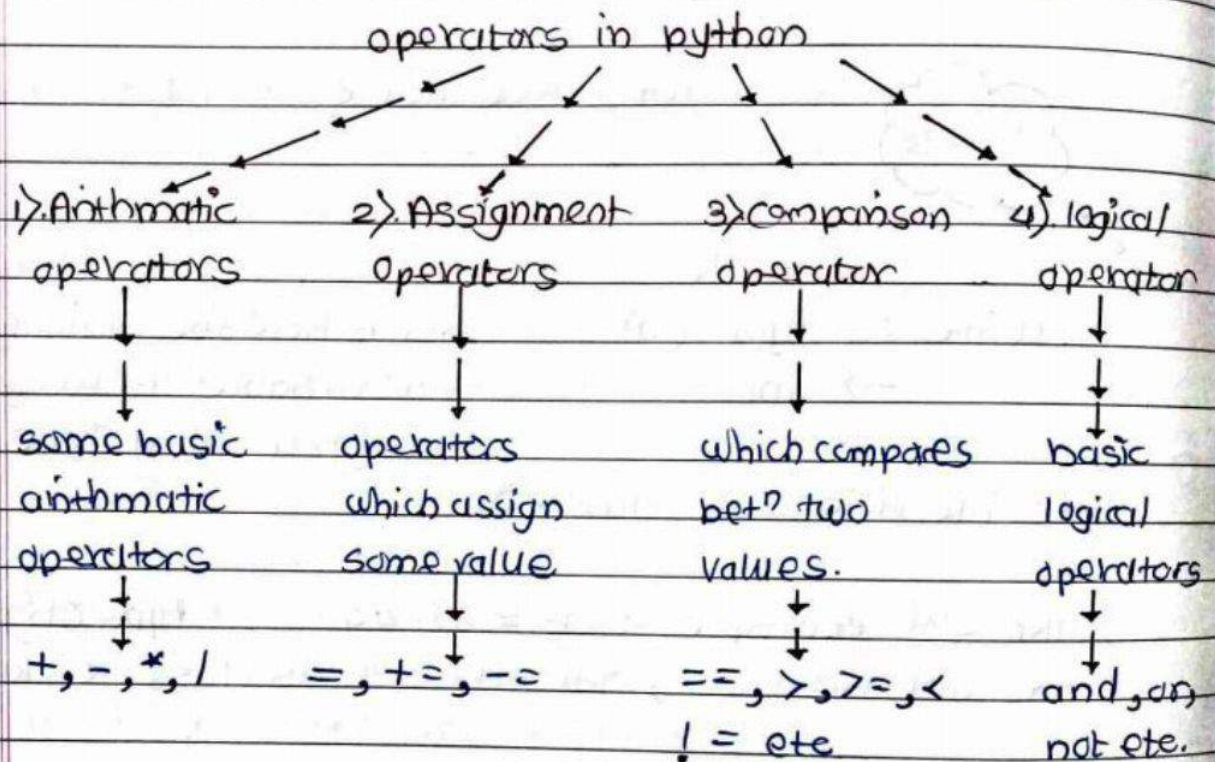 operators in python
1). Arithmatic
operators
some basic
arithmatic
operators
+, -, *, /
2). Assignment
operators
operators
which assign
some value
=, +=, -=
3) comparison
operator
which compares
betn two
values.
==, >, >=, <
! = etc
4). logical
operator
basic
logical
operators
and, or,
not etc.